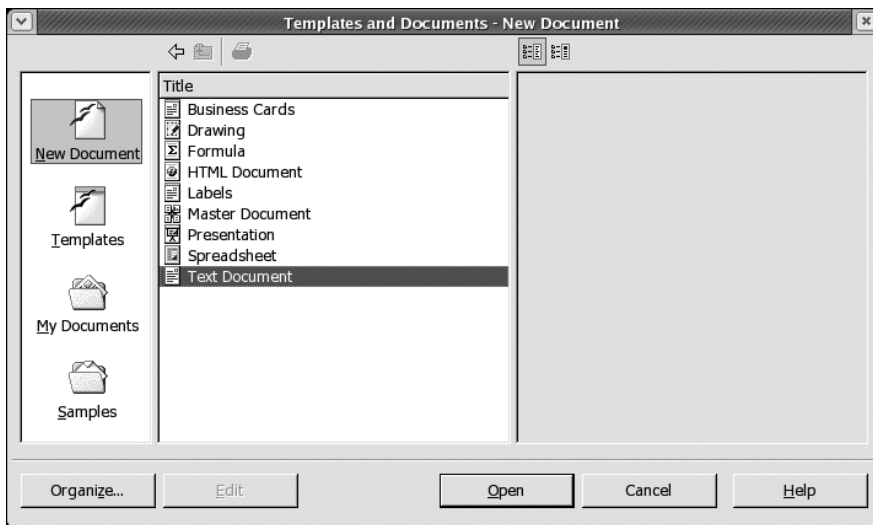 Templates and Documents - New Document
New Document
Templates
My Documents
Samples
Title
Business Cards
Drawing
Formula
HTML Document
Labels
Master Document
Presentation
Spreadsheet
Text Document
Organize...
Edit
Open
Cancel
Help